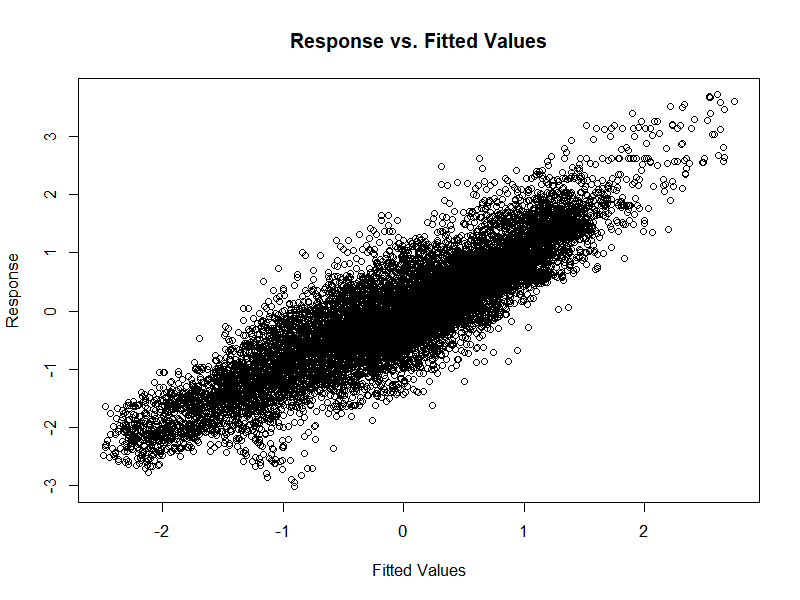 Response vs. Fitted Values
Response
3
2
1
0
-1
-2
-3
-2 -1 0 1 2
Fitted Values